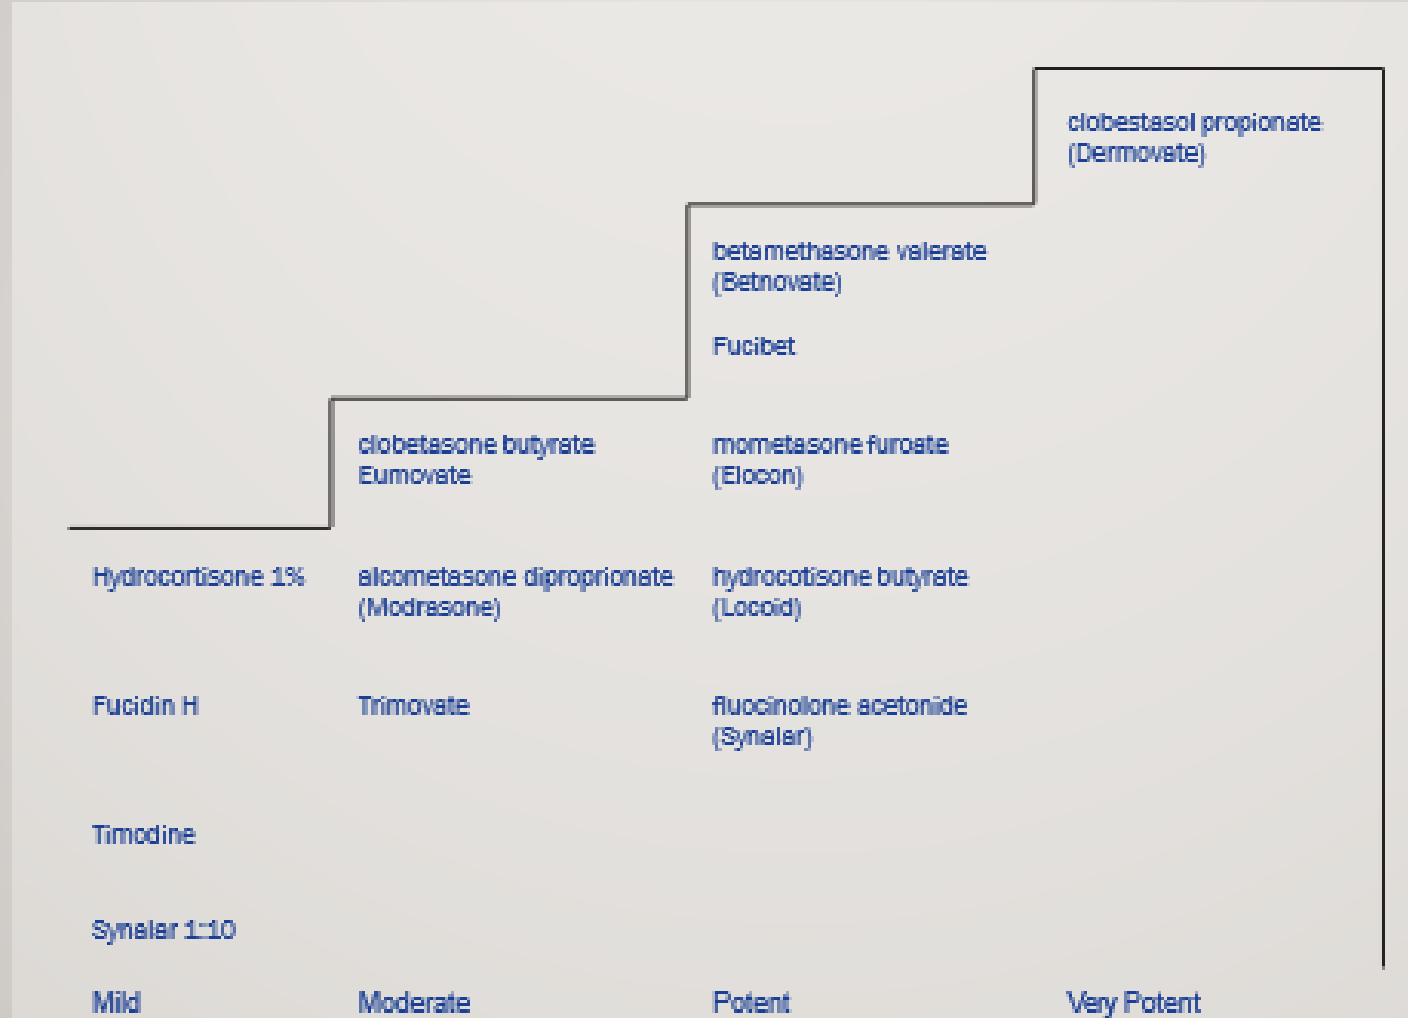 clobestasol propionate
(Dermovate)
betamethasone valerate
(Betnovate)
Fucibet
clobetasone butyrate
Eumovate
mometasone furoate
(Elocon)
Hydrocortisone 1%
alcometasone diproprionate
(Modrasone)
hydrocotisone butyrate
(Locoid)
Fucidin H
Trimovate
fluocinolone acetonide
(Synalar)
Timodine
Synalar 1:10
Mild
Moderate
Potent
Very Potent